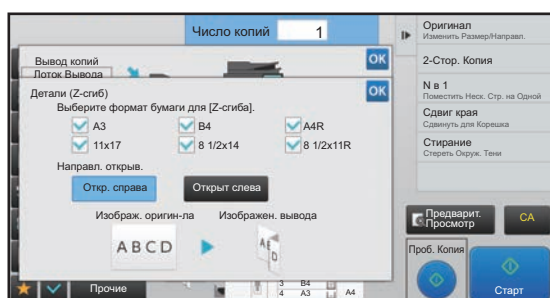 Число копий 1
Вывод копий
OK
Лоток Вывода
Детали (Z-сгиб)
OK
Выберите формат бумаги для [Z-сгиба].
A3 B4 A4R
11x17 8 1/2x14 8 1/2x11R
Направл. открыв.
Откр. справа Открыт слева
Изображ. оригин-ла Изображен. вывода
ABCD
Прочие
3 B4
4 A3 A4
Оригинал
Изменить Размер/Направл.
2-Стор. Копия
N в 1
Поместить Неск. Стр. на Одной
Сдвиг края
Сдвинуть для Корешка
Стирание
Стереть Окруж. Тени
Предварит.
Просмотр
CA
Проб. Копия
Старт